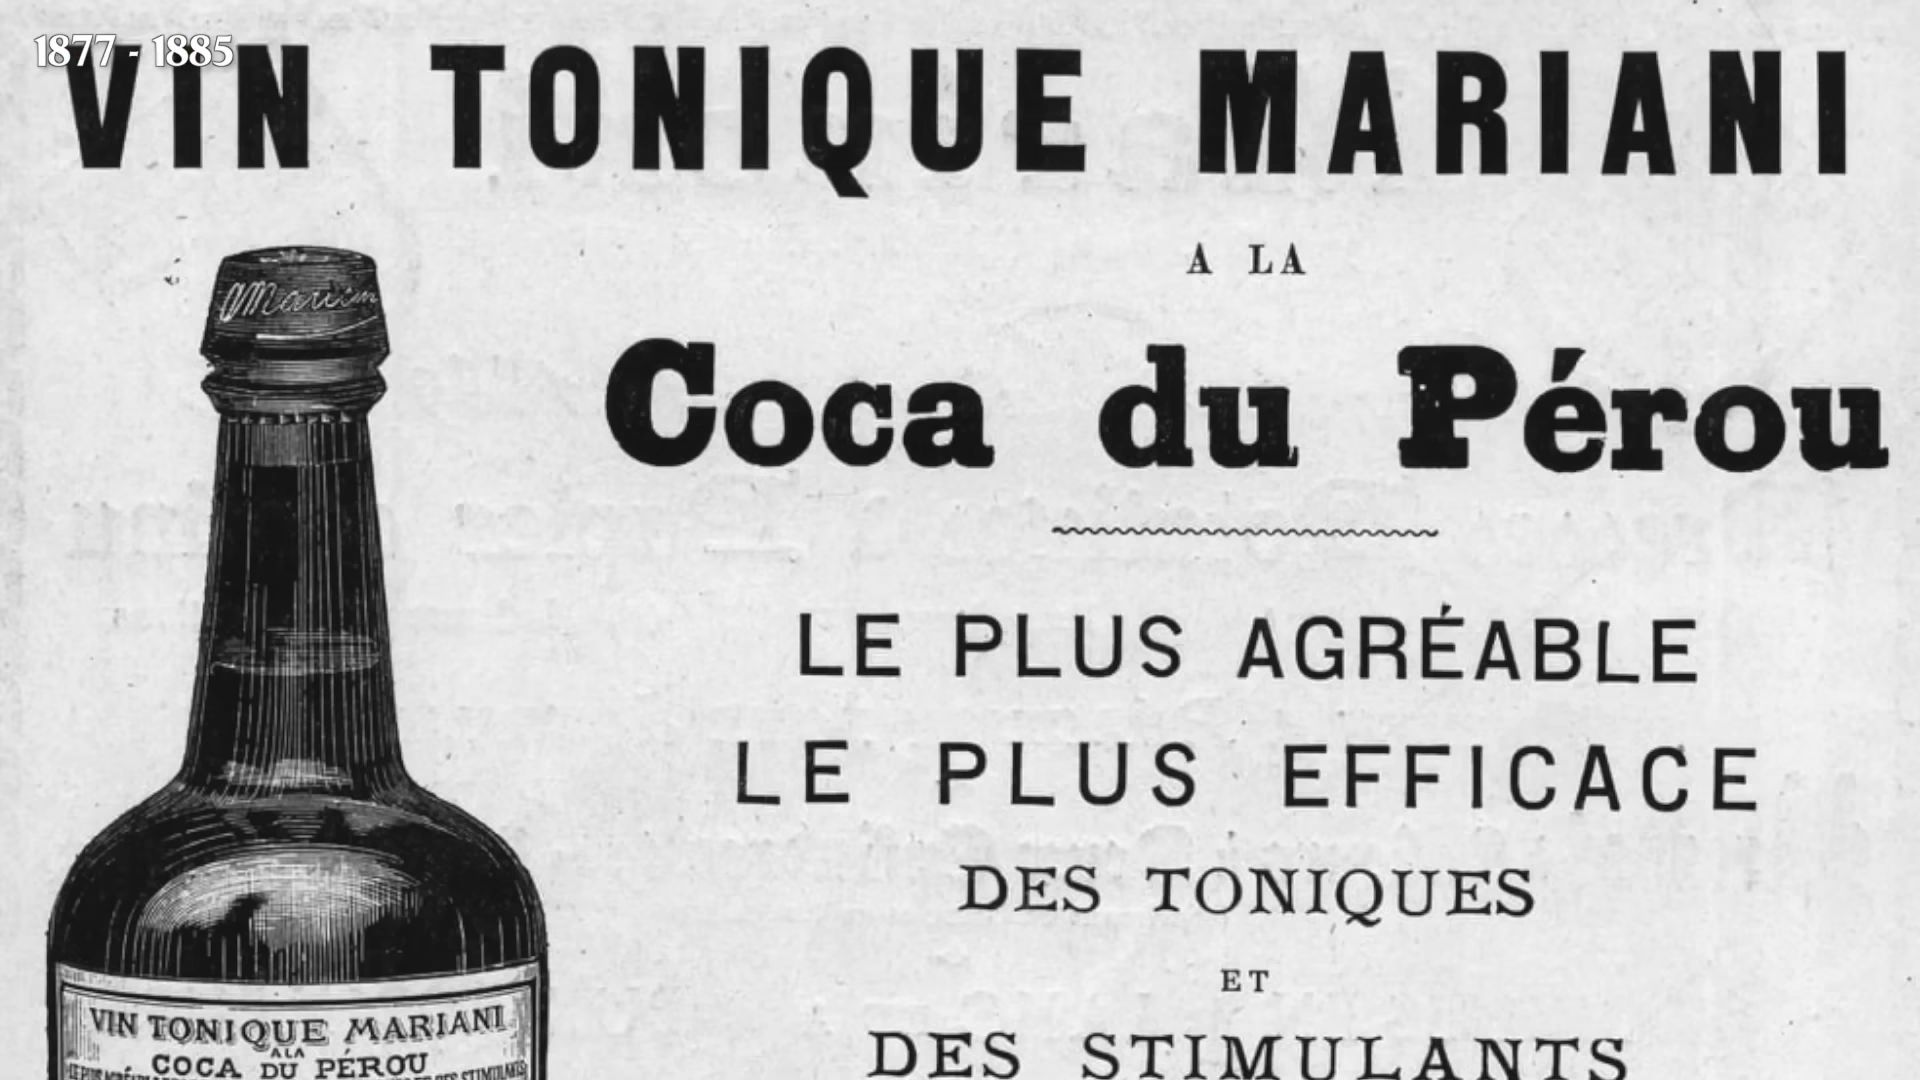 1877 - 1885
VIN TONIQUE MARIANI
A LA
Coca du Pérou
LE PLUS AGRÉABLE
LE PLUS EFFICACE
DES TONIQUES
ET
DES STIMULANTS
AMariani
VIN TONIQUE MARIANI
A LA
COCA DU PÉROU